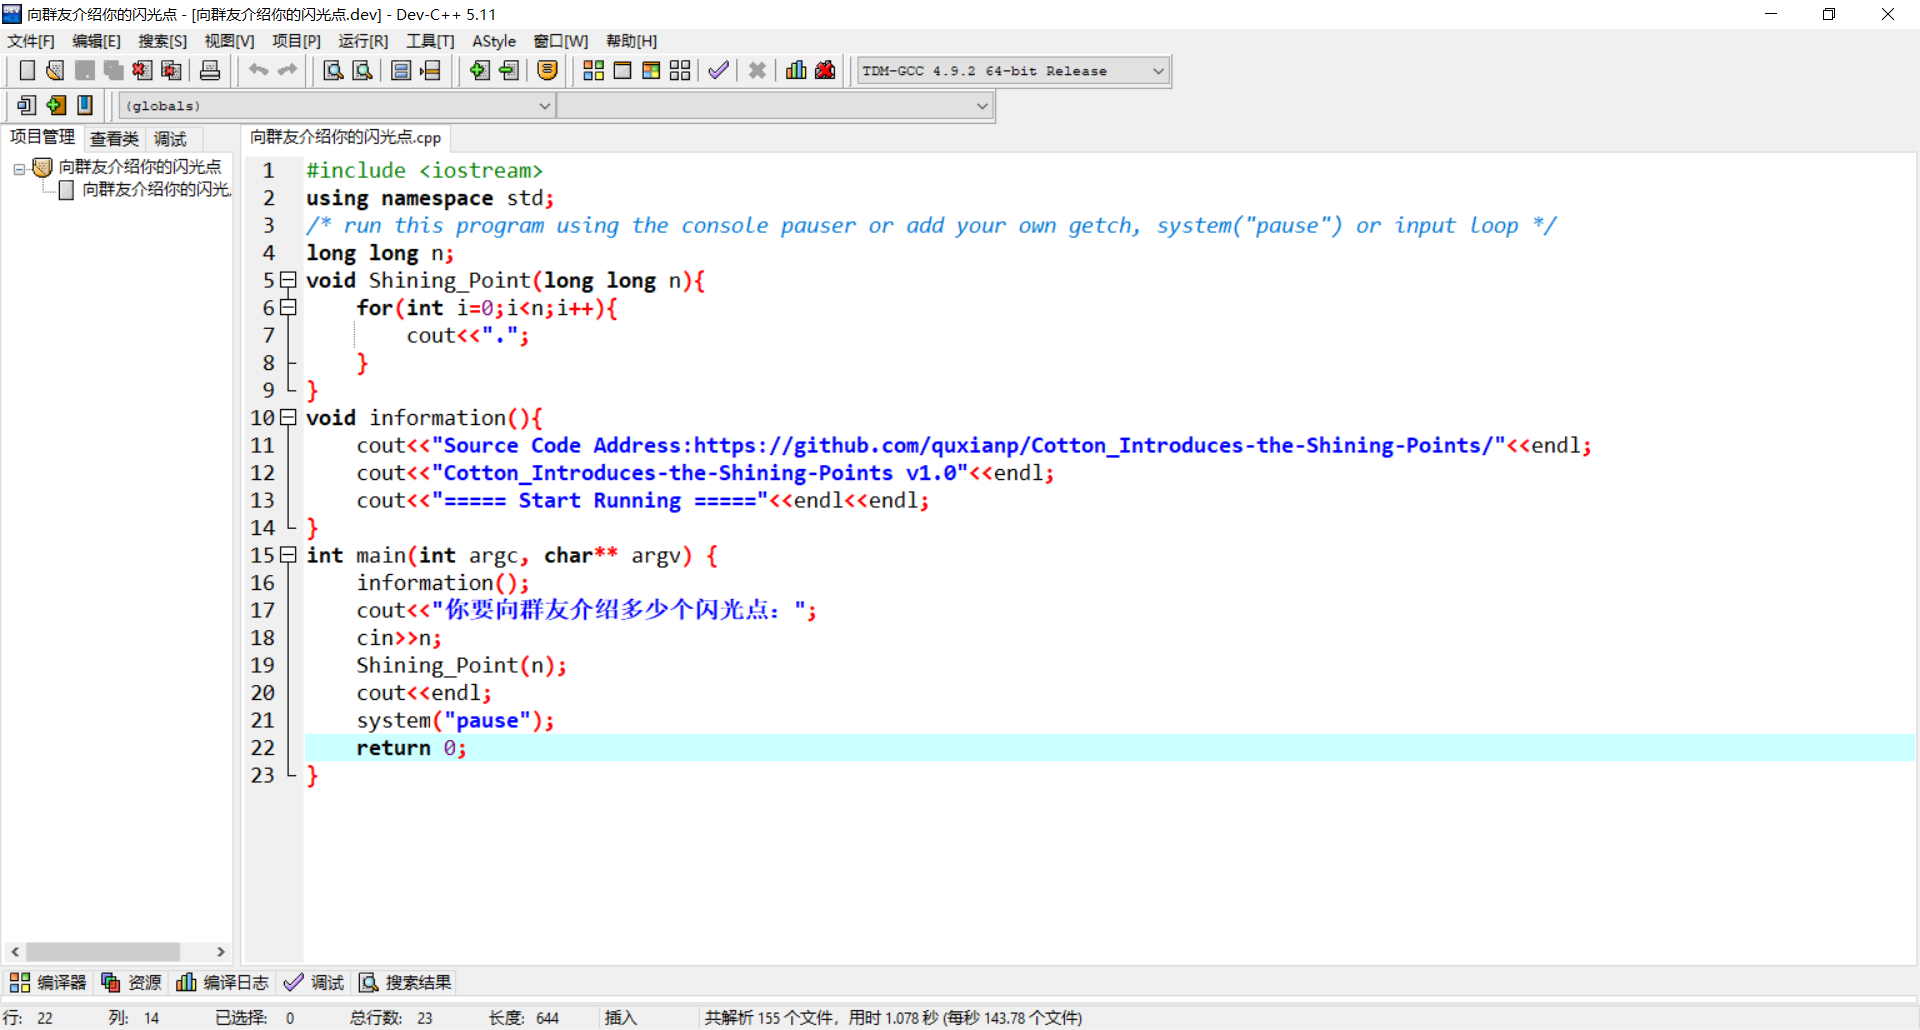 向群友介绍你的闪光点 - [向群友介绍你的闪光点.dev] - Dev-C++ 5.11
文件[F] 编辑[E] 搜索[S] 视图[V] 项目[P] 运行[R] 工具[T] AStyle 窗口[W] 帮助[H]
TDM-GCC 4.9.2 64-bit Release
(globals)
项目管理 查看类 调试
向群友介绍你的闪光点
向群友介绍你的闪光
向群友介绍你的闪光点.cpp
1 #include <iostream>
2 using namespace std;
3 /* run this program using the console pauser or add your own getch, system("pause") or input loop */
4 long long n;
5 void Shining_Point(long long n){
6     for(int i=0;i<n;i++){
7         cout<<".";
8     }
9 }
10 void information(){
11     cout<<"Source Code Address:https://github.com/quxianp/Cotton_Introduces-the-Shining-Points/"<<endl;
12     cout<<"Cotton_Introduces-the-Shining-Points v1.0"<<endl;
13     cout<<"===== Start Running ====="<<endl<<endl;
14 }
15 int main(int argc, char** argv) {
16     information();
17     cout<<"你要向群友介绍多少个闪光点：";
18     cin>>n;
19     Shining_Point(n);
20     cout<<endl;
21     system("pause");
22     return 0;
23 }
编译器 资源 编译日志 调试 搜索结果
行: 22 列: 14 已选择: 0 总行数: 23 长度: 644 插入 共解析 155 个文件，用时 1.078 秒 (每秒 143.78 个文件)